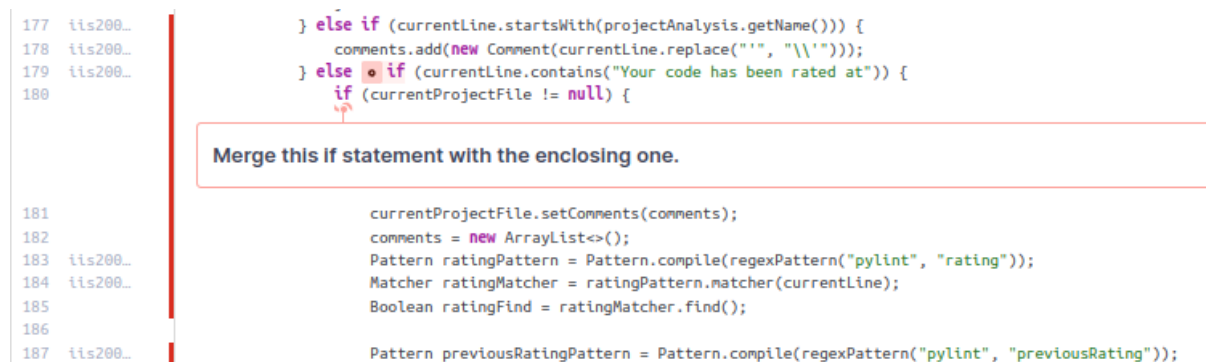 177 iis200… } else if (currentLine.startsWith(projectAnalysis.getName())) {
178 iis200… comments.add(new Comment(currentLine.replace("'", "\\'")));
179 iis200… } else if (currentLine.contains("Your code has been rated at")) {
180 if (currentProjectFile != null) {
Merge this if statement with the enclosing one.
181 currentProjectFile.setComments(comments);
182 comments = new ArrayList<>();
183 iis200… Pattern ratingPattern = Pattern.compile(regexPattern("pylint", "rating"));
184 iis200… Matcher ratingMatcher = ratingPattern.matcher(currentLine);
185 Boolean ratingFind = ratingMatcher.find();
186
187 iis200… Pattern previousRatingPattern = Pattern.compile(regexPattern("pylint", "previousRating"));